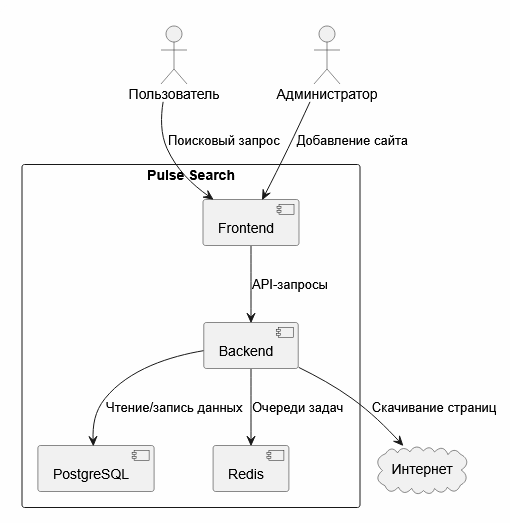 Пользователь
Администратор
Поисковый запрос
Добавление сайта
Pulse Search
Frontend
API-запросы
Backend
Чтение/запись данных
Очереди задач
Скачивание страниц
PostgreSQL
Redis
Интернет